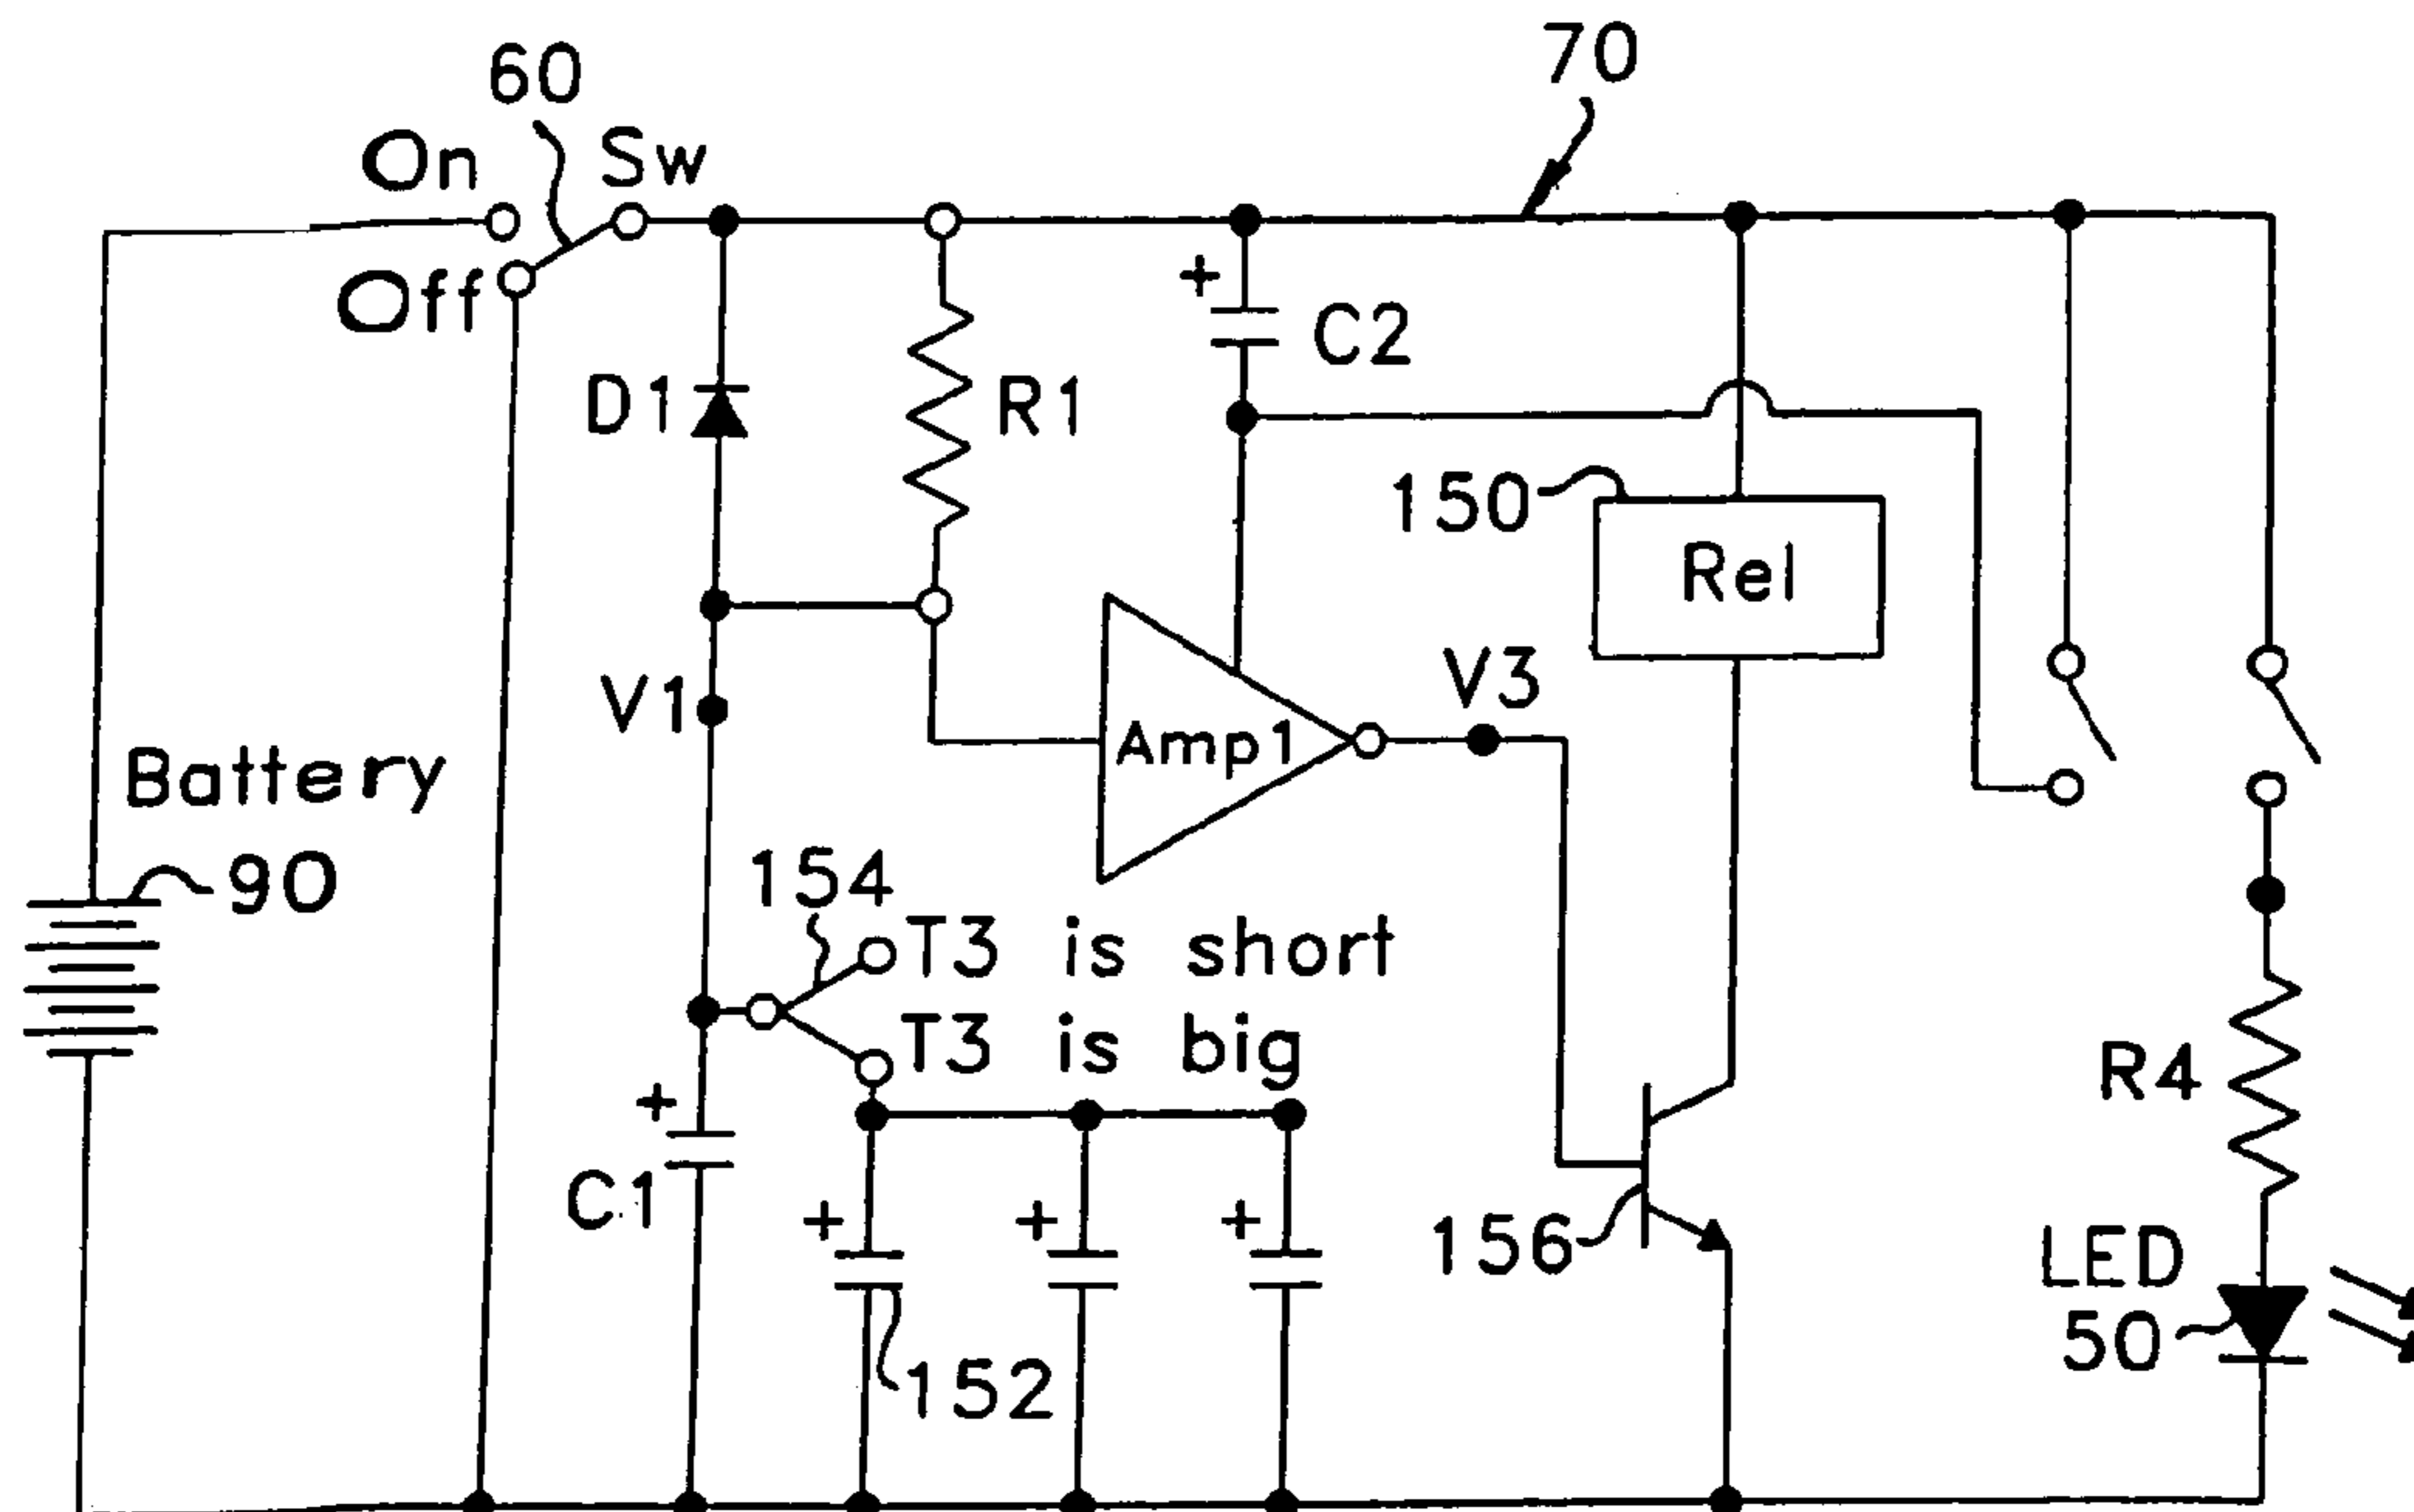 70
60
On
Sw
Off
+
C2
D1
R1
150
Rel
V1
V3
Amp1
Battery
90
154
T3 is short
T3 is big
R4
+
C1
+
+
+
156
LED
50
152